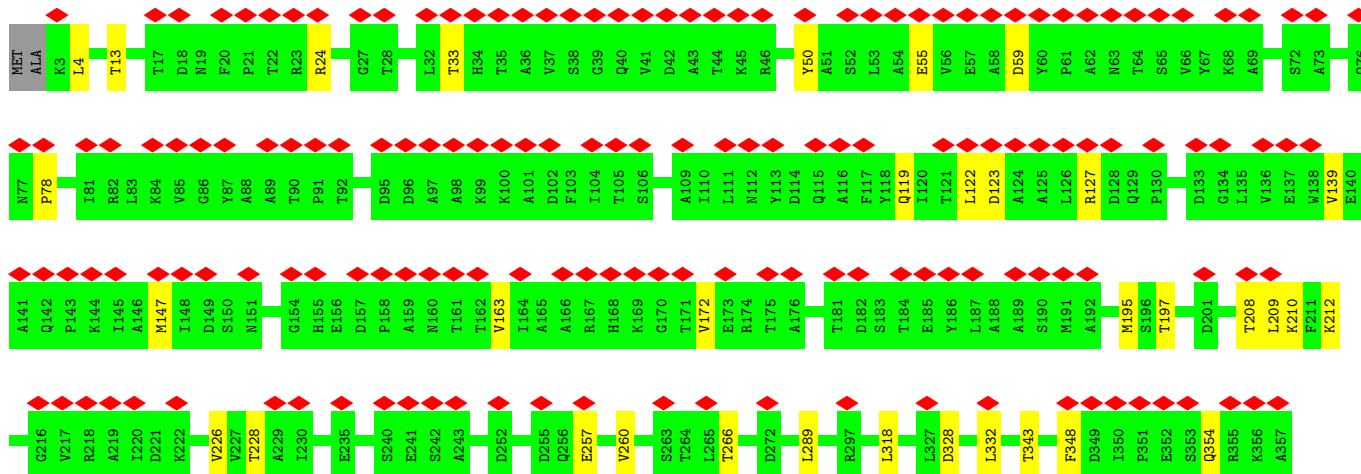 MET ALA K3 L4 T13 T17 D18 N19 F20 P21 T22 R23 R24 G27 T28 L32 T33 H34 T35 A36 V37 S38 G39 Q40 V41 D42 A43 T44 K45 R46 Y50 A51 S52 L53 A54 E55 V56 E57 A58 D59 Y60 P61 A62 N63 T64 S65 V66 Y67 K68 A69 S72 A73
N77 P78 I81 R82 L83 K84 V85 G86 Y87 A88 A89 T90 P91 T92 D95 D96 A97 A98 K99 K100 A101 D102 F103 I104 T105 S106 A109 I110 L111 N112 Y113 D114 Q115 A116 F117 Y118 Q119 I120 T121 L122 D123 A124 A125 L126 R127 D128 Q129 P130 D133 G134 L135 V136 E137 W138 V139 E140
A141 Q142 P143 K144 I145 A146 M147 I148 D149 S150 N151 G154 H155 E156 D157 P158 A159 N160 T161 T162 V163 I164 A165 A166 R167 H168 K169 G170 T171 V172 E173 R174 T175 A176 T181 D182 S183 T184 E185 Y186 L187 A188 A189 S190 M191 A192 M195 S196 T197 D201 T208 L209 K210 F211 K212
G216 V217 R218 A219 I220 D221 K222 V226 V227 T228 A229 I230 E235 S240 E241 S242 A243 D252 D255 Q256 E257 V260 S263 T264 L265 T266 D272 L289 R297 L318 L327 D328 L332 T343 F348 D349 I350 P351 E352 S353 Q354 R355 K356 A357